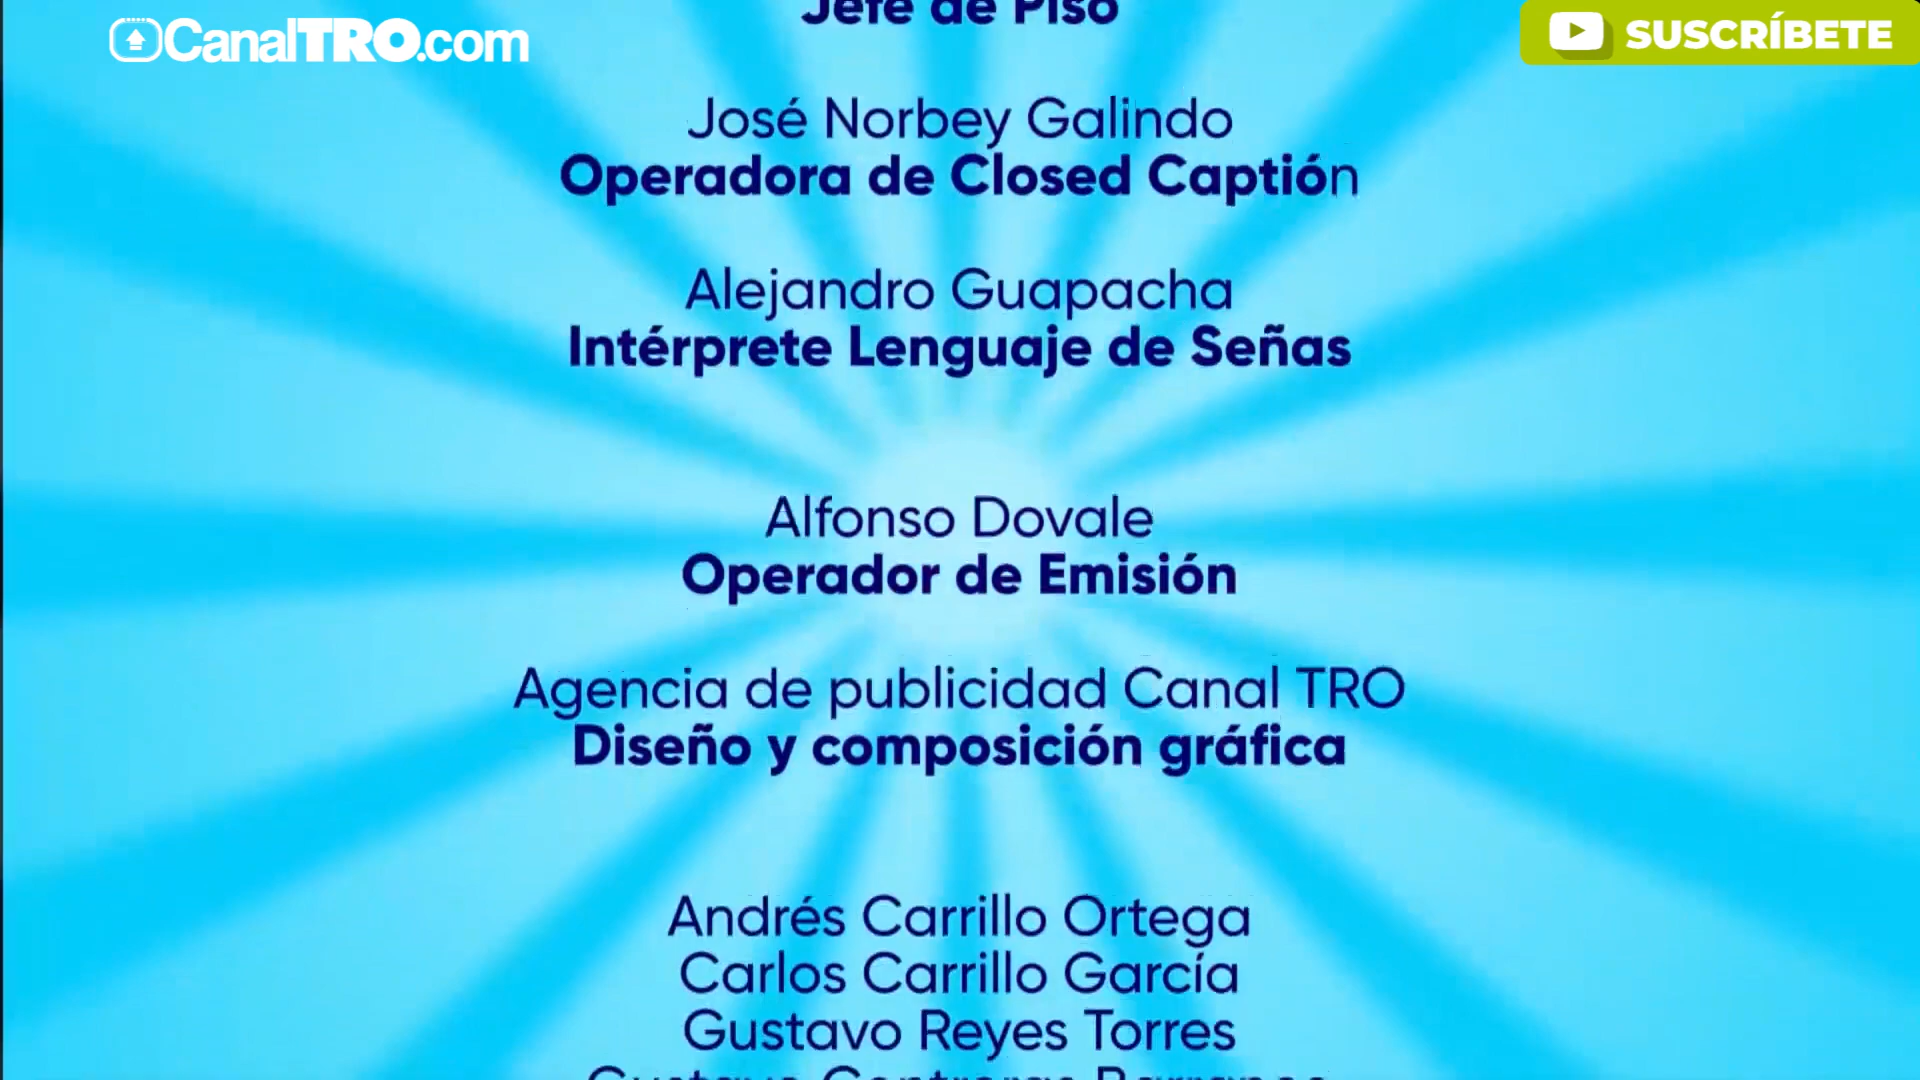 Jefe de Piso
CanalTRO.com
SUSCRÍBETE
José Norbey Galindo
Operadora de Closed Captión
Alejandro Guapacha
Intérprete Lenguaje de Señas
Alfonso Dovale
Operador de Emisión
Agencia de publicidad Canal TRO
Diseño y composición gráfica
Andrés Carrillo Ortega
Carlos Carrillo García
Gustavo Reyes Torres
Gustavo Contreras